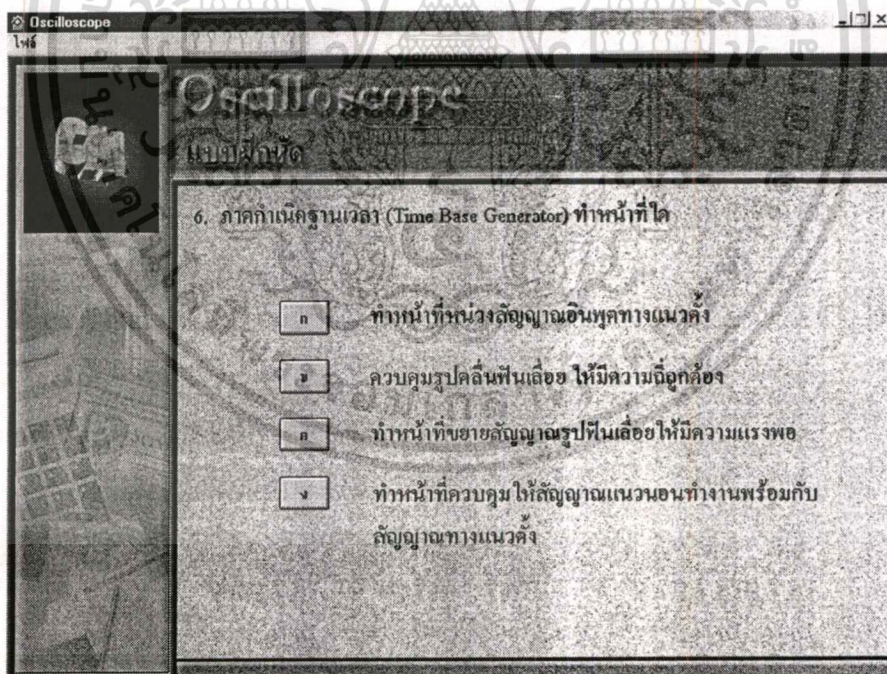 Oscilloscope
ไฟล์
Oscilloscope
แบบฝึกหัด
6. ภาคกำเนิดฐานเวลา (Time Base Generator) ทำหน้าที่ใด
ก ทำหน้าที่หน่วงสัญญาณอินพุตทางแนวตั้ง
ข ควบคุมรูปคลื่นฟันเลื่อย ให้มีความถี่ถูกต้อง
ค ทำหน้าที่ขยายสัญญาณรูปฟันเลื่อยให้มีความแรงพอ
ง ทำหน้าที่ควบคุม ให้สัญญาณแนวนอนทำงานพร้อมกับ
สัญญาณทางแนวตั้ง